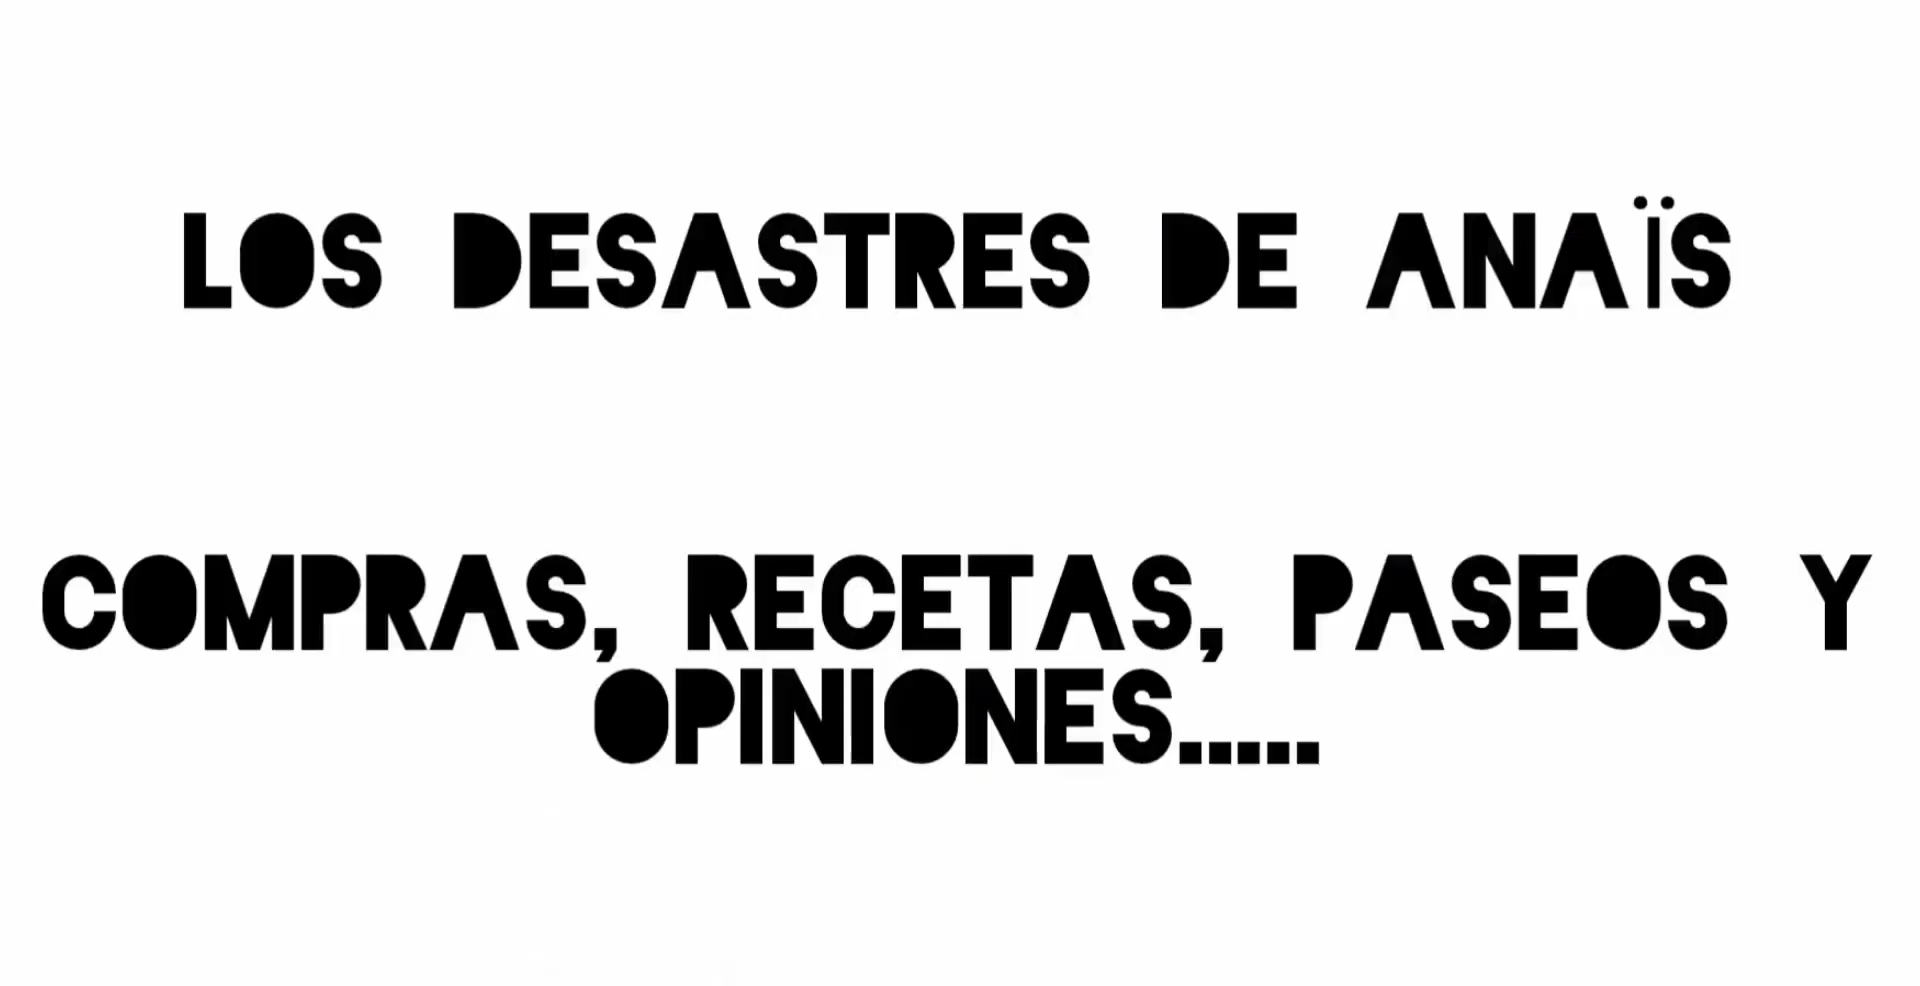 LOS DESASTRES DE ANAÏS
COMPRAS, RECETAS, PASEOS Y
OPINIONES.....